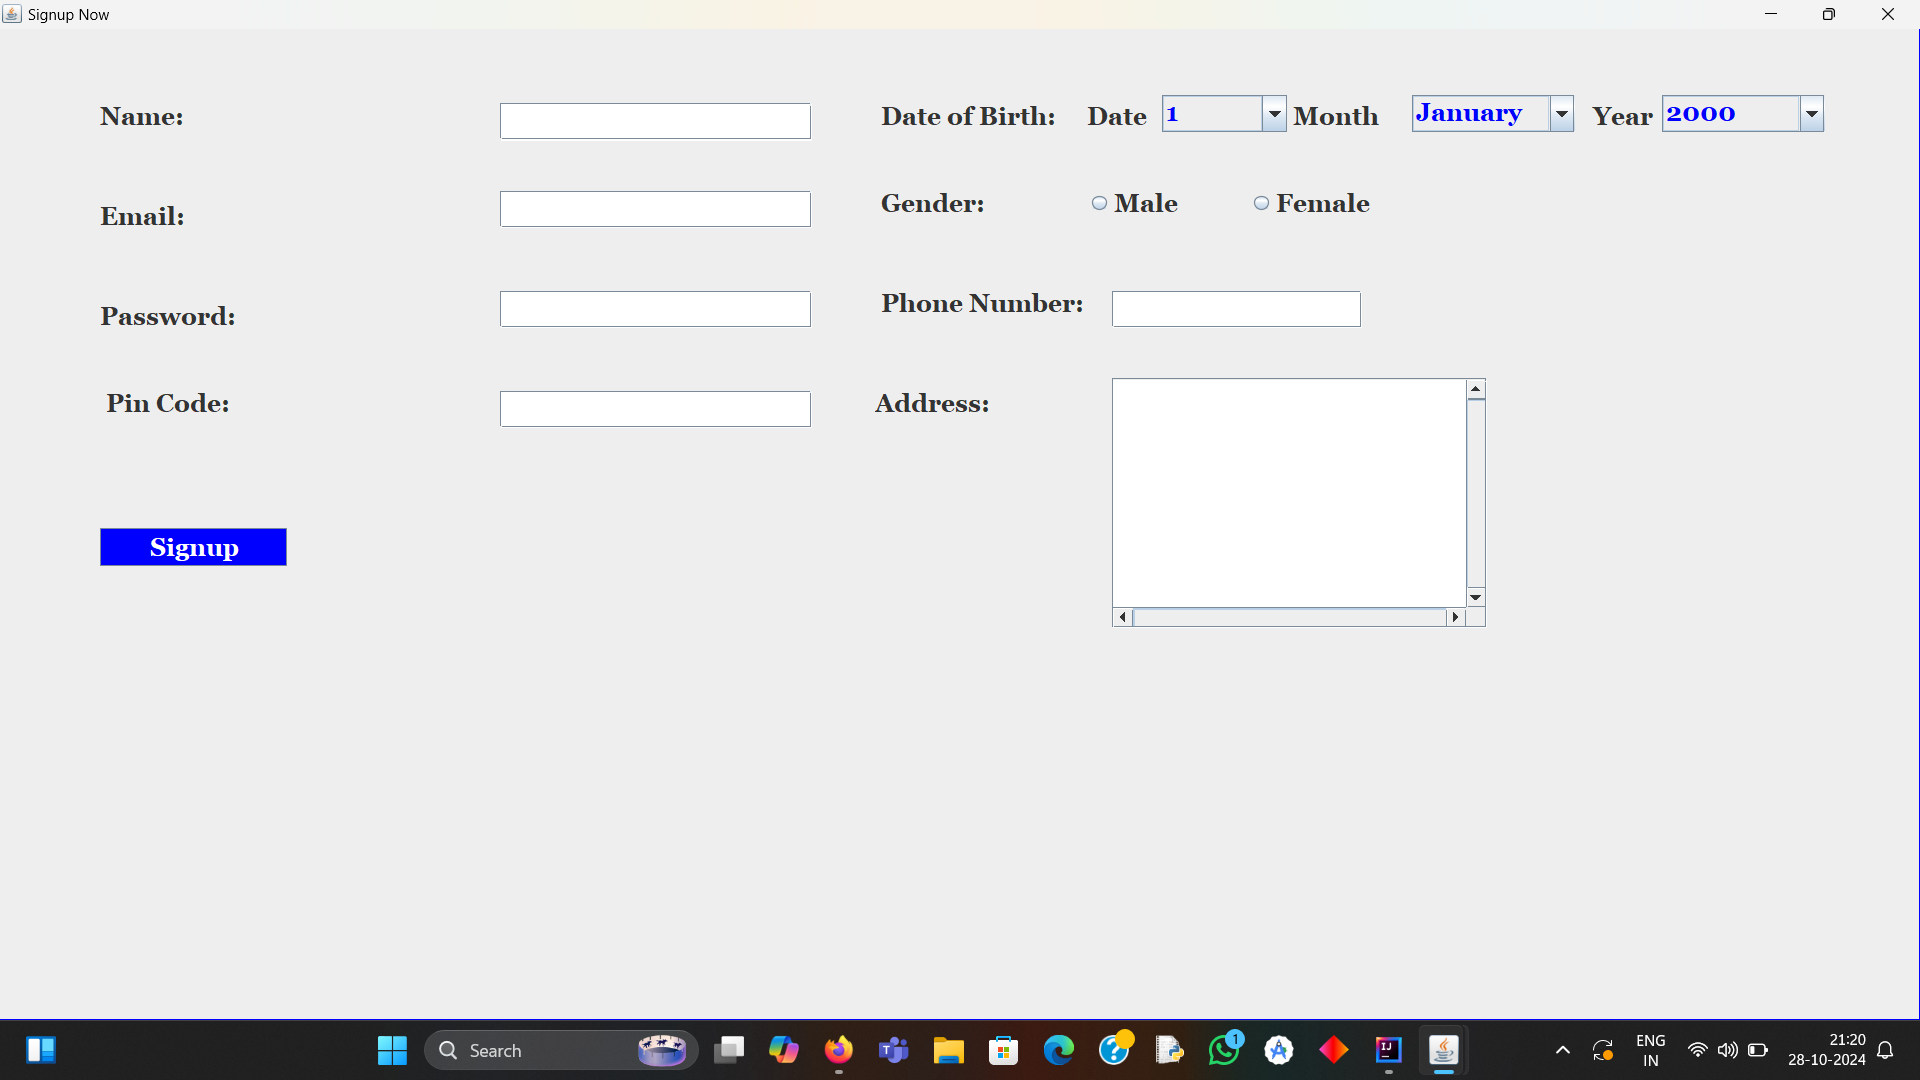 Signup Now
Name:
Date of Birth: Date 1 Month January Year 2000
Email:
Gender: Male Female
Password:
Phone Number:
Pin Code:
Address:
Signup
Search
1
ENG
IN
21:20
28-10-2024